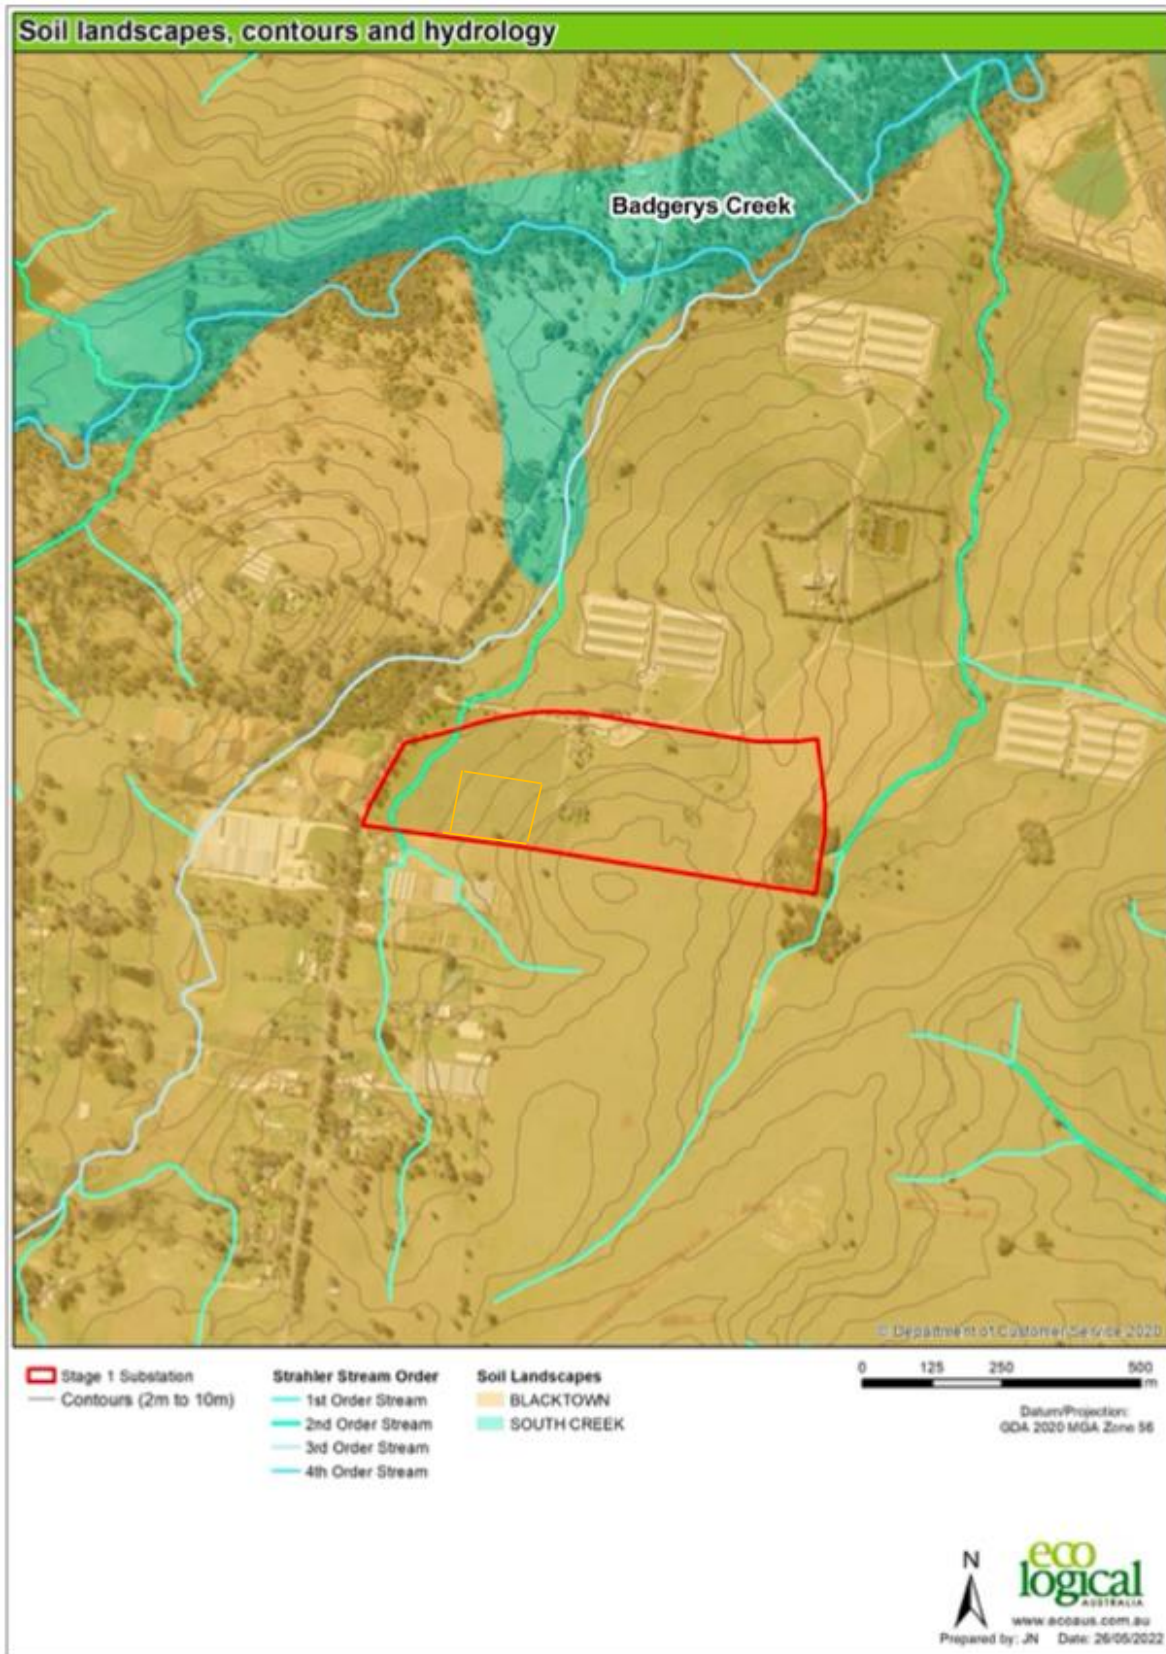 Soil landscapes, contours and hydrology
Badgerys Creek
© Department of Customer Service 2020
Stage 1 Substation
Contours (2m to 10m)
Strahler Stream Order
1st Order Stream
2nd Order Stream
3rd Order Stream
4th Order Stream
Soil Landscapes
BLACKTOWN
SOUTH CREEK
0 125 250 500
m
Datum/Projection:
GDA 2020 MGA Zone 56
N
eco
logical
AUSTRALIA
www.ecoaus.com.au
Prepared by: JN Date: 26/05/2022